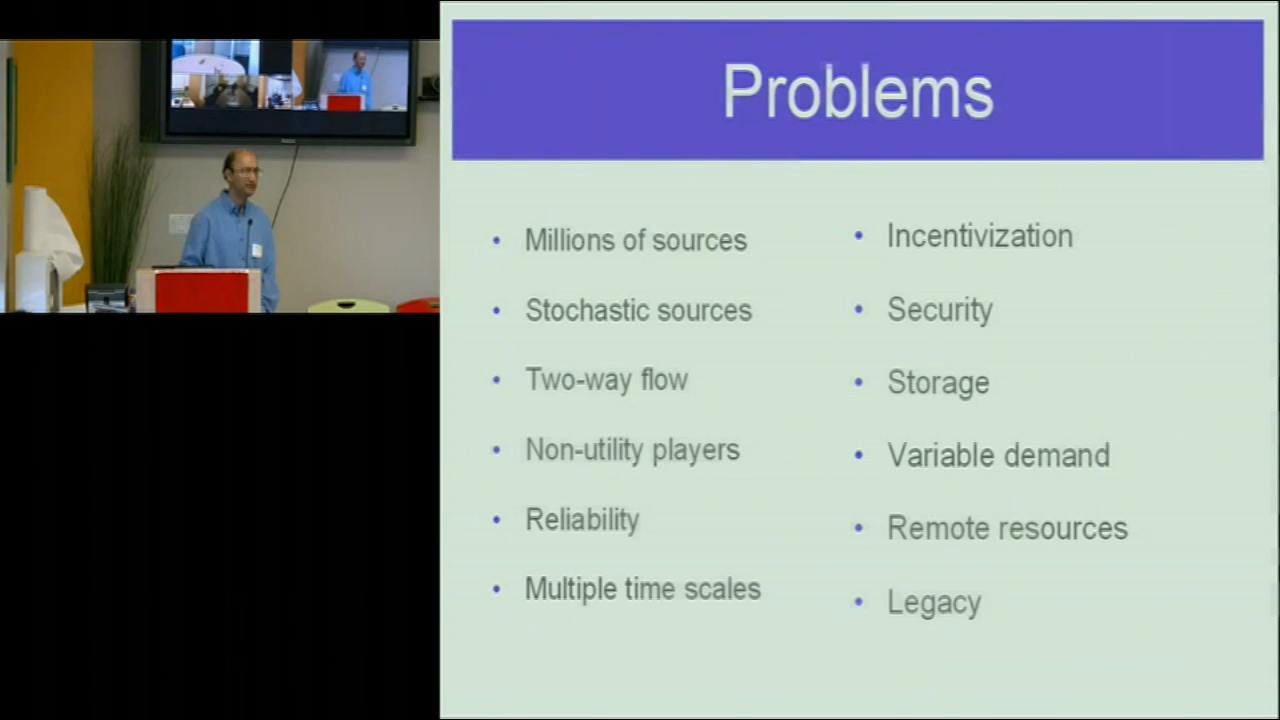 Problems
Millions of sources
Stochastic sources
Two-way flow
Non-utility players
Reliability
Multiple time scales
Incentivization
Security
Storage
Variable demand
Remote resources
Legacy